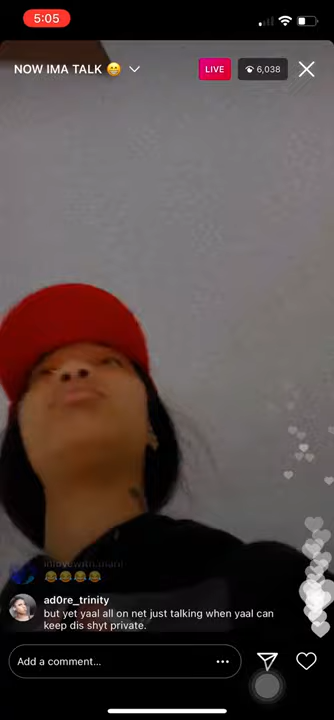 5:05
NOW IMA TALK 😁
LIVE
6,038
😂😂😂😂
ad0re_trinity
but yet yaal all on net just talking when yaal can
keep dis shyt private.
Add a comment...